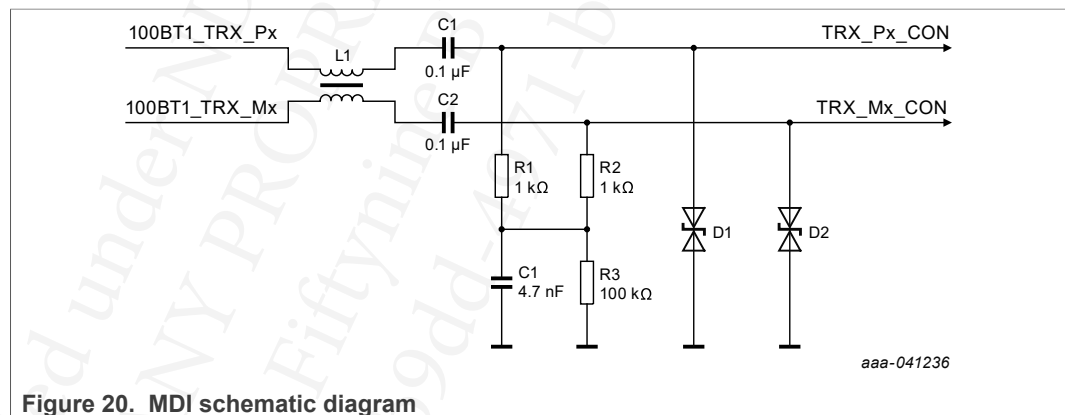 100BT1_TRX_Px
L1
C1
0.1 µF
TRX_Px_CON
100BT1_TRX_Mx
C2
0.1 µF
TRX_Mx_CON
R1
1 kΩ
R2
1 kΩ
D1
D2
C1
4.7 nF
R3
100 kΩ
aaa-041236
Figure 20. MDI schematic diagram